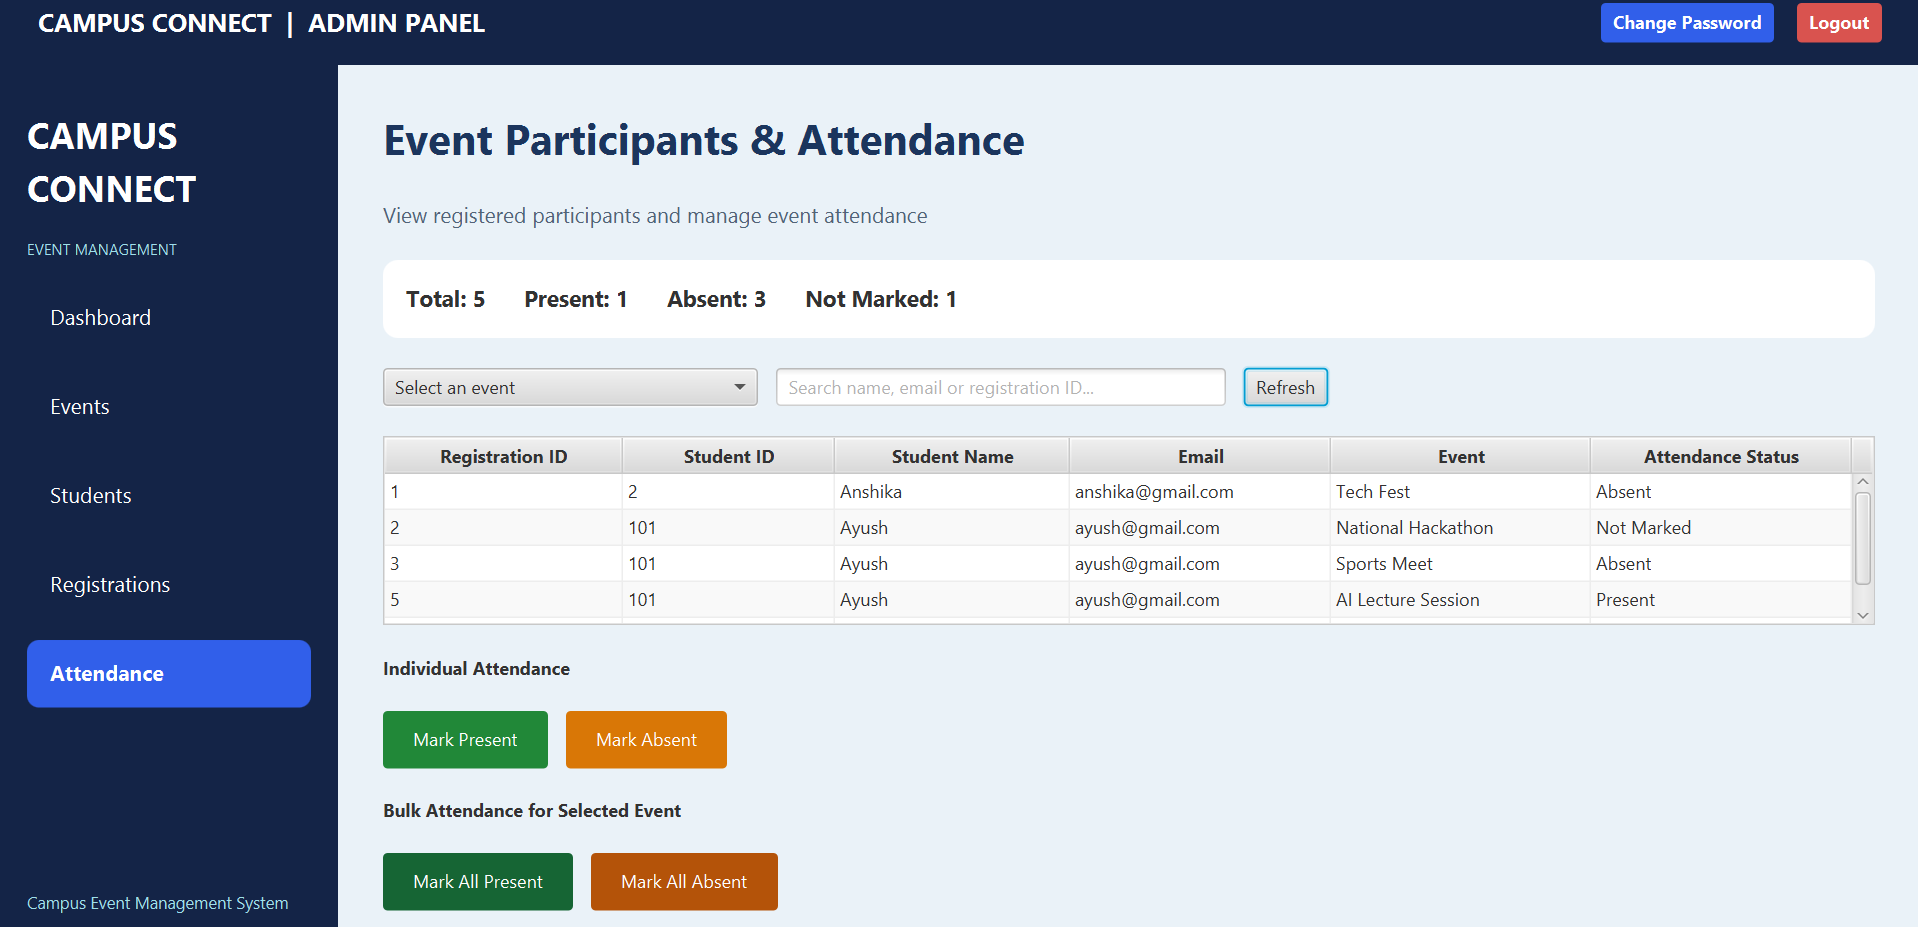 CAMPUS CONNECT | ADMIN PANEL
Change Password
Logout
CAMPUS
CONNECT
EVENT MANAGEMENT
Dashboard
Events
Students
Registrations
Attendance
Campus Event Management System
Event Participants & Attendance
View registered participants and manage event attendance
Total: 5 Present: 1 Absent: 3 Not Marked: 1
Select an event
Search name, email or registration ID...
Refresh
Registration ID Student ID Student Name Email Event Attendance Status
1 2 Anshika anshika@gmail.com Tech Fest Absent
2 101 Ayush ayush@gmail.com National Hackathon Not Marked
3 101 Ayush ayush@gmail.com Sports Meet Absent
5 101 Ayush ayush@gmail.com AI Lecture Session Present
Individual Attendance
Mark Present
Mark Absent
Bulk Attendance for Selected Event
Mark All Present
Mark All Absent